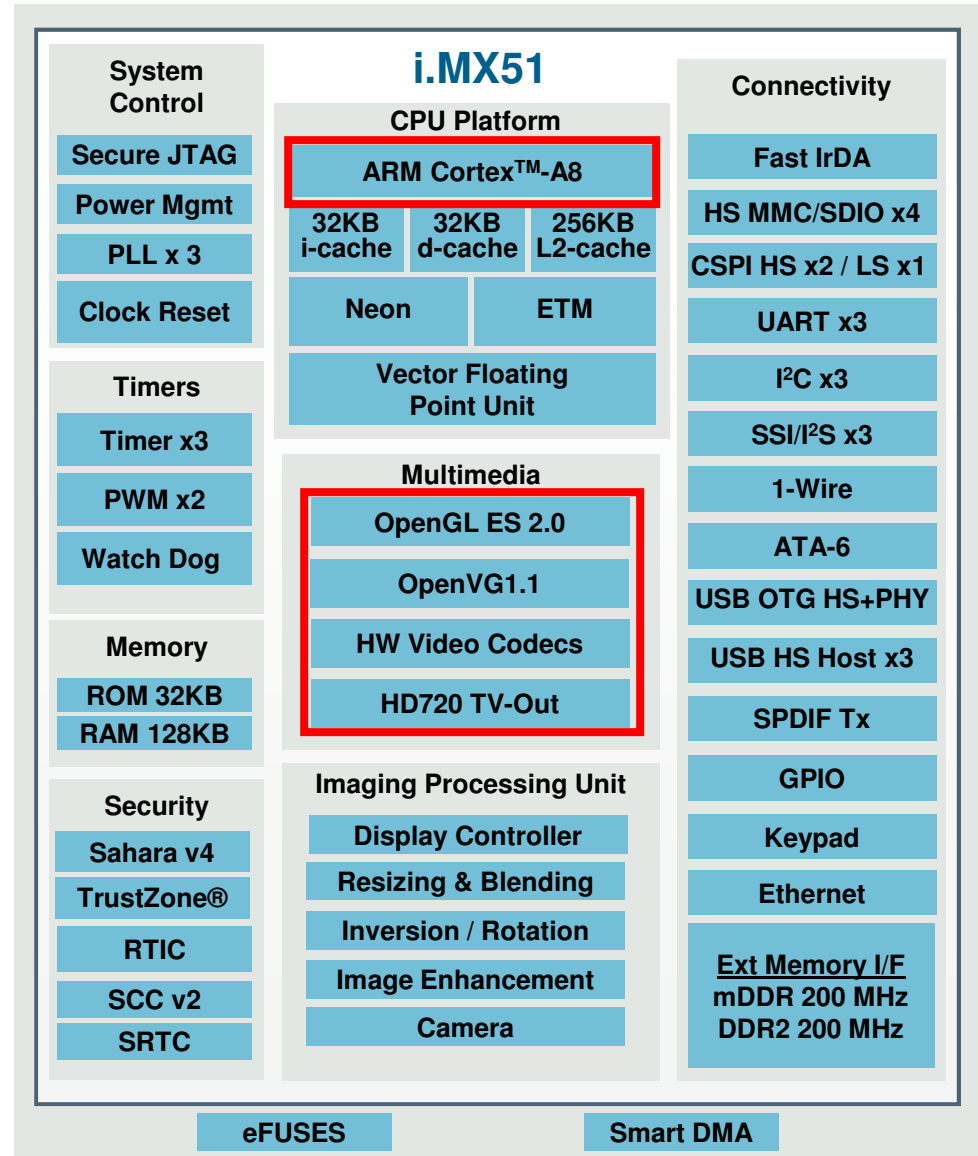 i.MX51
System
Control
Secure JTAG
Power Mgmt
PLL x 3
Clock Reset
Timers
Timer x3
PWM x2
Watch Dog
Memory
ROM 32KB
RAM 128KB
Security
Sahara v4
TrustZone®
RTIC
SCC v2
SRTC
CPU Platform
ARM Cortex™-A8
32KB
i-cache
32KB
d-cache
256KB
L2-cache
Neon
ETM
Vector Floating
Point Unit
Multimedia
OpenGL ES 2.0
OpenVG1.1
HW Video Codecs
HD720 TV-Out
Imaging Processing Unit
Display Controller
Resizing & Blending
Inversion / Rotation
Image Enhancement
Camera
Connectivity
Fast IrDA
HS MMC/SDIO x4
CSPI HS x2 / LS x1
UART x3
I²C x3
SSI/I²S x3
1-Wire
ATA-6
USB OTG HS+PHY
USB HS Host x3
SPDIF Tx
GPIO
Keypad
Ethernet
Ext Memory I/F
mDDR 200 MHz
DDR2 200 MHz
eFUSES
Smart DMA